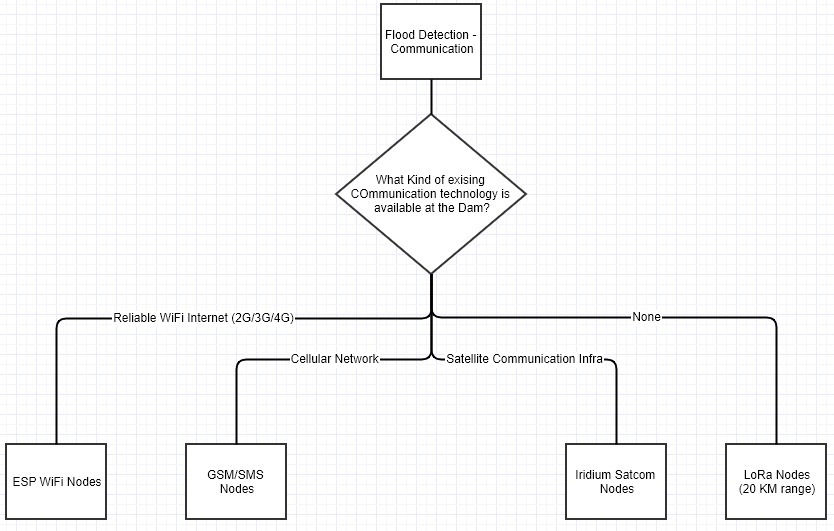 Flood Detection -
Communication
What Kind of exising
COmmunication technology is
available at the Dam?
Reliable WiFi Internet (2G/3G/4G)
None
Cellular Network
Satellite Communication Infra
ESP WiFi Nodes
GSM/SMS
Nodes
Iridium Satcom
Nodes
LoRa Nodes
(20 KM range)